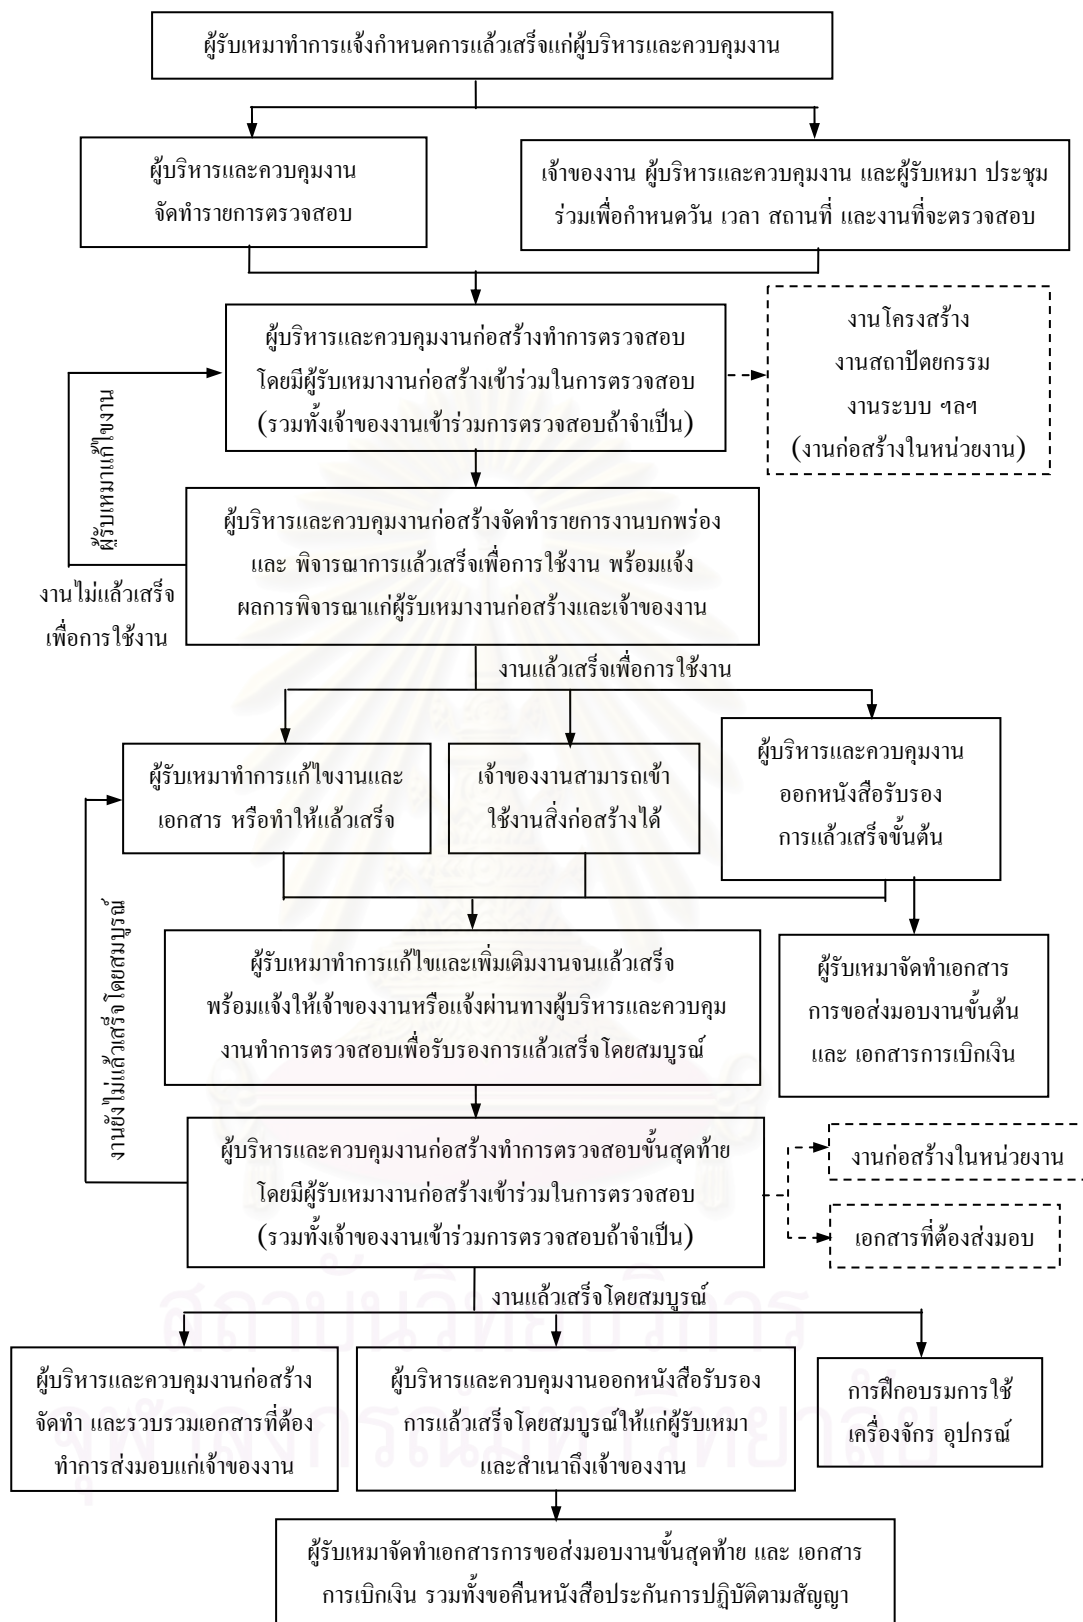 ผู้รับเหมาทำการแจ้งกำหนดการแล้วเสร็จแก่ผู้บริหารและควบคุมงาน
ผู้บริหารและควบคุมงาน
จัดทำรายการตรวจสอบ
เจ้าของงาน ผู้บริหารและควบคุมงาน และผู้รับเหมา ประชุม
ร่วมเพื่อกำหนดวัน เวลา สถานที่ และงานที่จะตรวจสอบ
ผู้บริหารและควบคุมงานก่อสร้างทำการตรวจสอบ
โดยมีผู้รับเหมางานก่อสร้างเข้าร่วมในการตรวจสอบ
(รวมทั้งเจ้าของงานเข้าร่วมการตรวจสอบถ้าจำเป็น)
งานโครงสร้าง
งานสถาปัตยกรรม
งานระบบ ฯลฯ
(งานก่อสร้างในหน่วยงาน)
ผู้รับเหมาแก้ไขงาน
ผู้บริหารและควบคุมงานก่อสร้างจัดทำรายการงานบกพร่อง
และ พิจารณาการแล้วเสร็จเพื่อการใช้งาน พร้อมแจ้ง
ผลการพิจารณาแก่ผู้รับเหมางานก่อสร้างและเจ้าของงาน
งานไม่แล้วเสร็จ
เพื่อการใช้งาน
งานแล้วเสร็จเพื่อการใช้งาน
ผู้รับเหมาทำการแก้ไขงานและ
เอกสาร หรือทำให้แล้วเสร็จ
เจ้าของงานสามารถเข้า
ใช้งานสิ่งก่อสร้างได้
ผู้บริหารและควบคุมงาน
ออกหนังสือรับรอง
การแล้วเสร็จขั้นต้น
งานยังไม่แล้วเสร็จโดยสมบูรณ์
ผู้รับเหมาทำการแก้ไขและเพิ่มเติมงานจนแล้วเสร็จ
พร้อมแจ้งให้เจ้าของงานหรือแจ้งผ่านทางผู้บริหารและควบคุม
งานทำการตรวจสอบเพื่อรับรองการแล้วเสร็จโดยสมบูรณ์
ผู้รับเหมาจัดทำเอกสาร
การขอส่งมอบงานขั้นต้น
และ เอกสารการเบิกเงิน
ผู้บริหารและควบคุมงานก่อสร้างทำการตรวจสอบขั้นสุดท้าย
โดยมีผู้รับเหมางานก่อสร้างเข้าร่วมในการตรวจสอบ
(รวมทั้งเจ้าของงานเข้าร่วมการตรวจสอบถ้าจำเป็น)
งานก่อสร้างในหน่วยงาน
เอกสารที่ต้องส่งมอบ
งานแล้วเสร็จโดยสมบูรณ์
สถาบันวิทยบริการ
จุฬาลงกรณ์มหาวิทยาลัย
ผู้บริหารและควบคุมงานก่อสร้าง
จัดทำ และรวบรวมเอกสารที่ต้อง
ทำการส่งมอบแก่เจ้าของงาน
ผู้บริหารและควบคุมงานออกหนังสือรับรอง
การแล้วเสร็จโดยสมบูรณ์ให้แก่ผู้รับเหมา
และสำเนาถึงเจ้าของงาน
การฝึกอบรมการใช้
เครื่องจักร อุปกรณ์
ผู้รับเหมาจัดทำเอกสารการขอส่งมอบงานขั้นสุดท้าย และ เอกสาร
การเบิกเงิน รวมทั้งขอคืนหนังสือประกันการปฏิบัติตามสัญญา